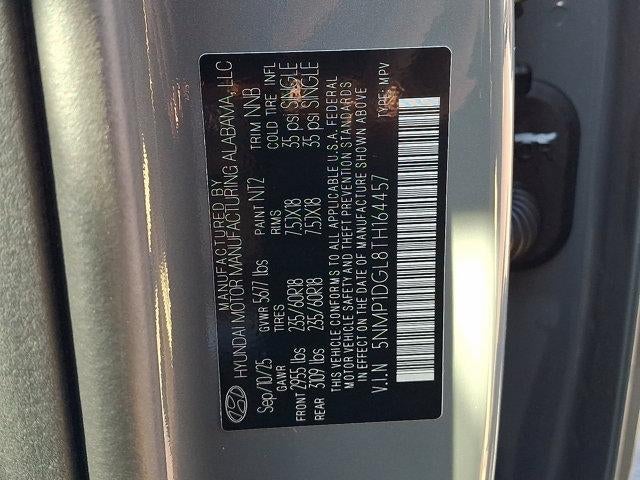 MANUFACTURED BY
HYUNDAI MOTOR MANUFACTURING ALABAMA, LLC
Sep/10/25 GVWR 5677 lbs PAINT NT2 TRIM NNB
GAWR TIRES RIMS COLD TIRE INFL
FRONT 2955 lbs 235/60R18 7.5JX18 35 psi SINGLE
REAR 3109 lbs 235/60R18 7.5JX18 35 psi SINGLE
THIS VEHICLE CONFORMS TO ALL APPLICABLE U.S.A. FEDERAL
MOTOR VEHICLE SAFETY AND THEFT PREVENTION STANDARDS
IN EFFECT ON THE DATE OF MANUFACTURE SHOWN ABOVE
V.I.N 5NMP1DGL8TH164457 TYPE: MPV